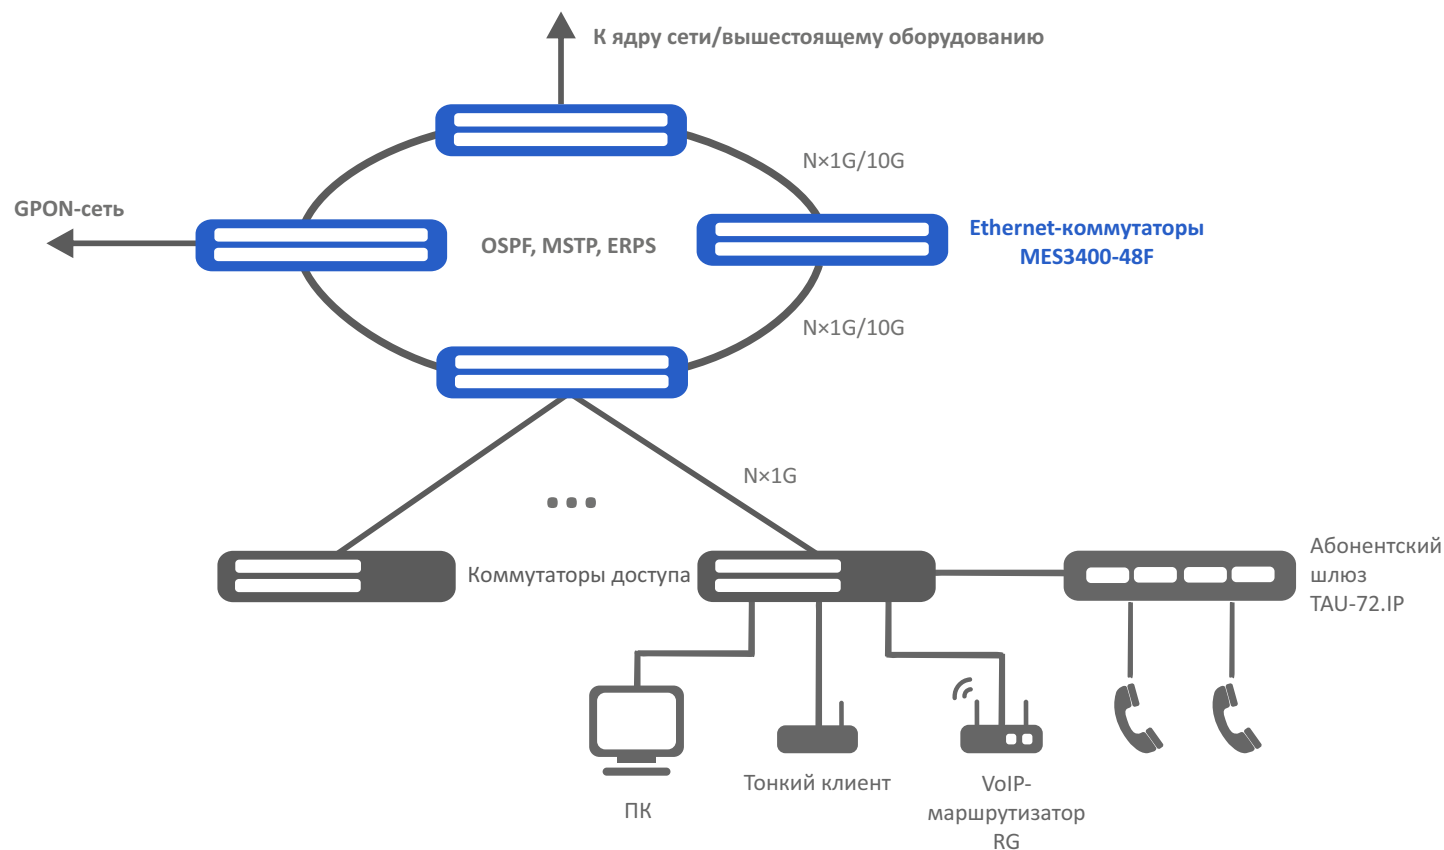 К ядру сети/вышестоящему оборудованию
N×1G/10G
GPON-сеть
OSPF, MSTP, ERPS
Ethernet-коммутаторы
MES3400-48F
N×1G/10G
N×1G
Коммутаторы доступа
Абонентский
шлюз
TAU-72.IP
ПК
Тонкий клиент
VoIP-
маршрутизатор
RG